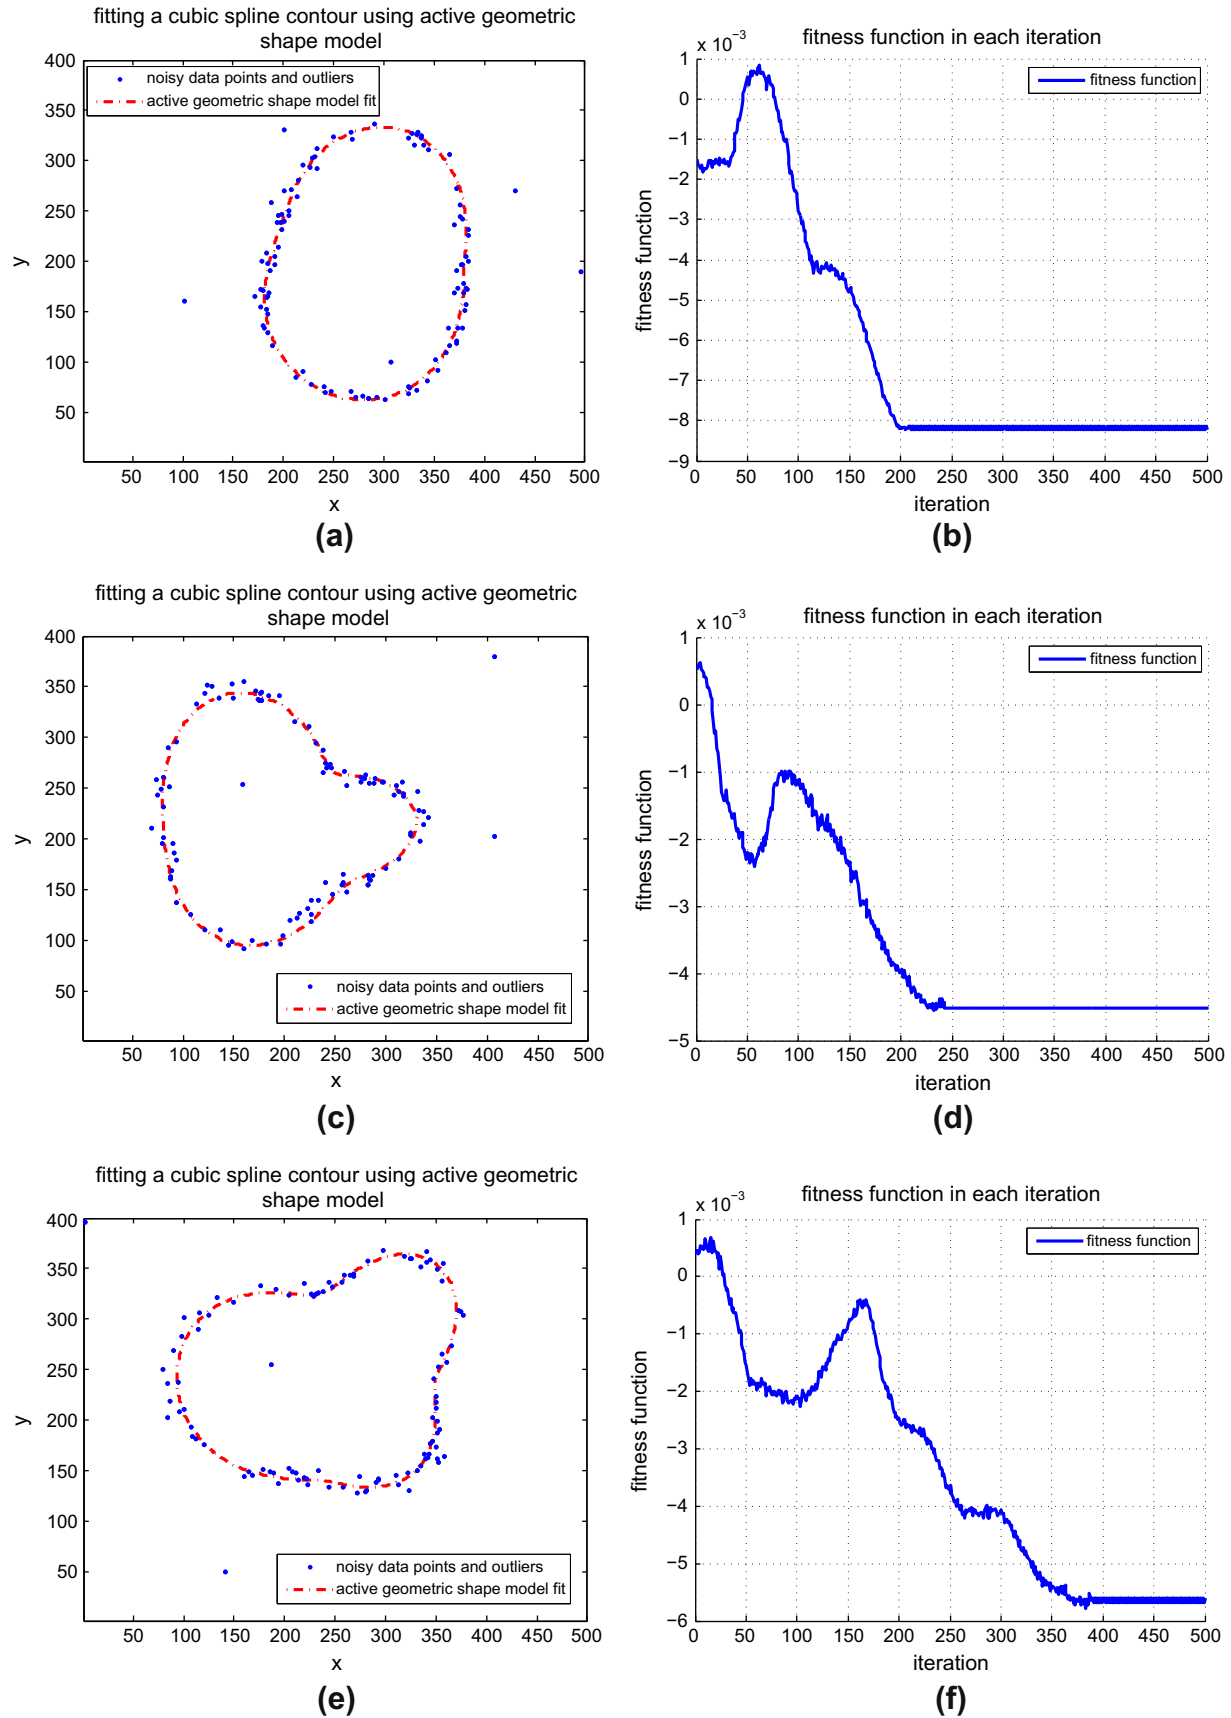 fitting a cubic spline contour using active geometric
shape model
400
350
300
250
200
150
100
50
y
noisy data points and outliers
active geometric shape model fit
50 100 150 200 250 300 350 400 450 500
x
(a)
fitness function in each iteration
x 10⁻³
1
0
−1
−2
−3
−4
−5
−6
−7
−8
−9
fitness function
fitness function
0 50 100 150 200 250 300 350 400 450 500
iteration
(b)
fitting a cubic spline contour using active geometric
shape model
400
350
300
250
200
150
100
50
y
noisy data points and outliers
active geometric shape model fit
50 100 150 200 250 300 350 400 450 500
x
(c)
fitness function in each iteration
x 10⁻³
1
0
−1
−2
−3
−4
−5
fitness function
fitness function
0 50 100 150 200 250 300 350 400 450 500
iteration
(d)
fitting a cubic spline contour using active geometric
shape model
400
350
300
250
200
150
100
50
y
noisy data points and outliers
active geometric shape model fit
50 100 150 200 250 300 350 400 450 500
x
(e)
fitness function in each iteration
x 10⁻³
1
0
−1
−2
−3
−4
−5
−6
fitness function
fitness function
0 50 100 150 200 250 300 350 400 450 500
iteration
(f)